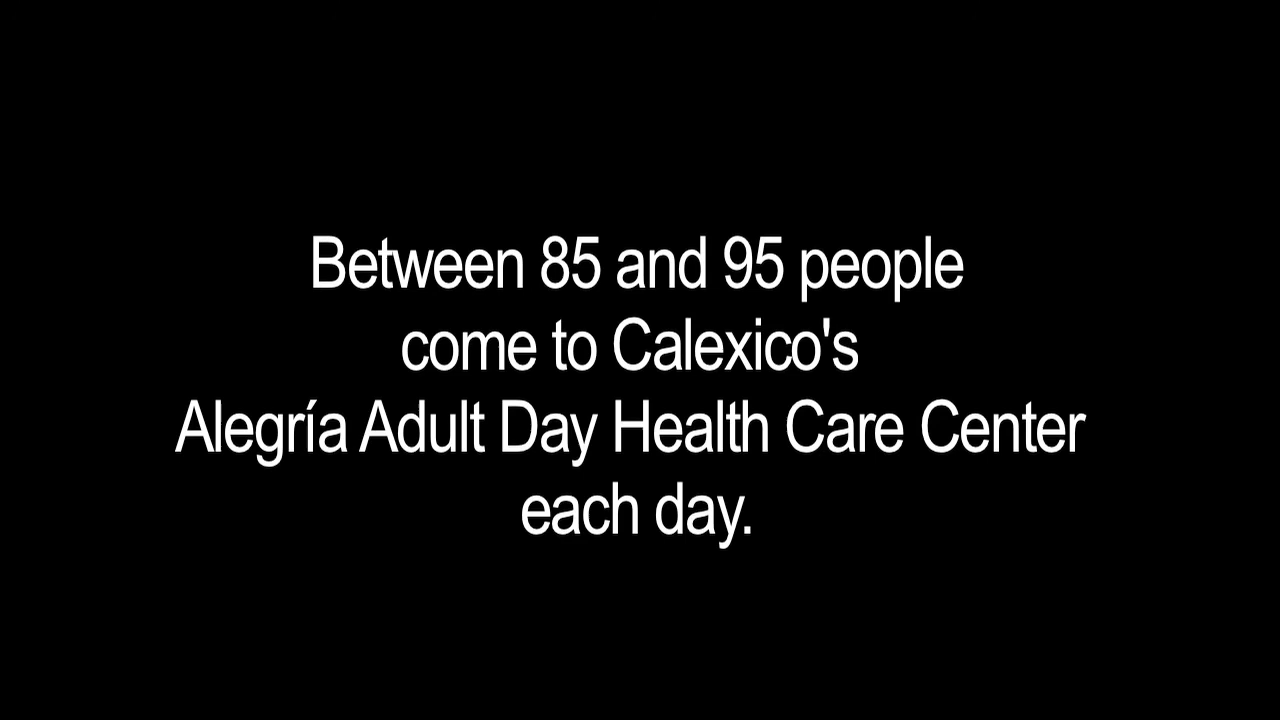 Between 85 and 95 people
come to Calexico's
Alegría Adult Day Health Care Center
each day.